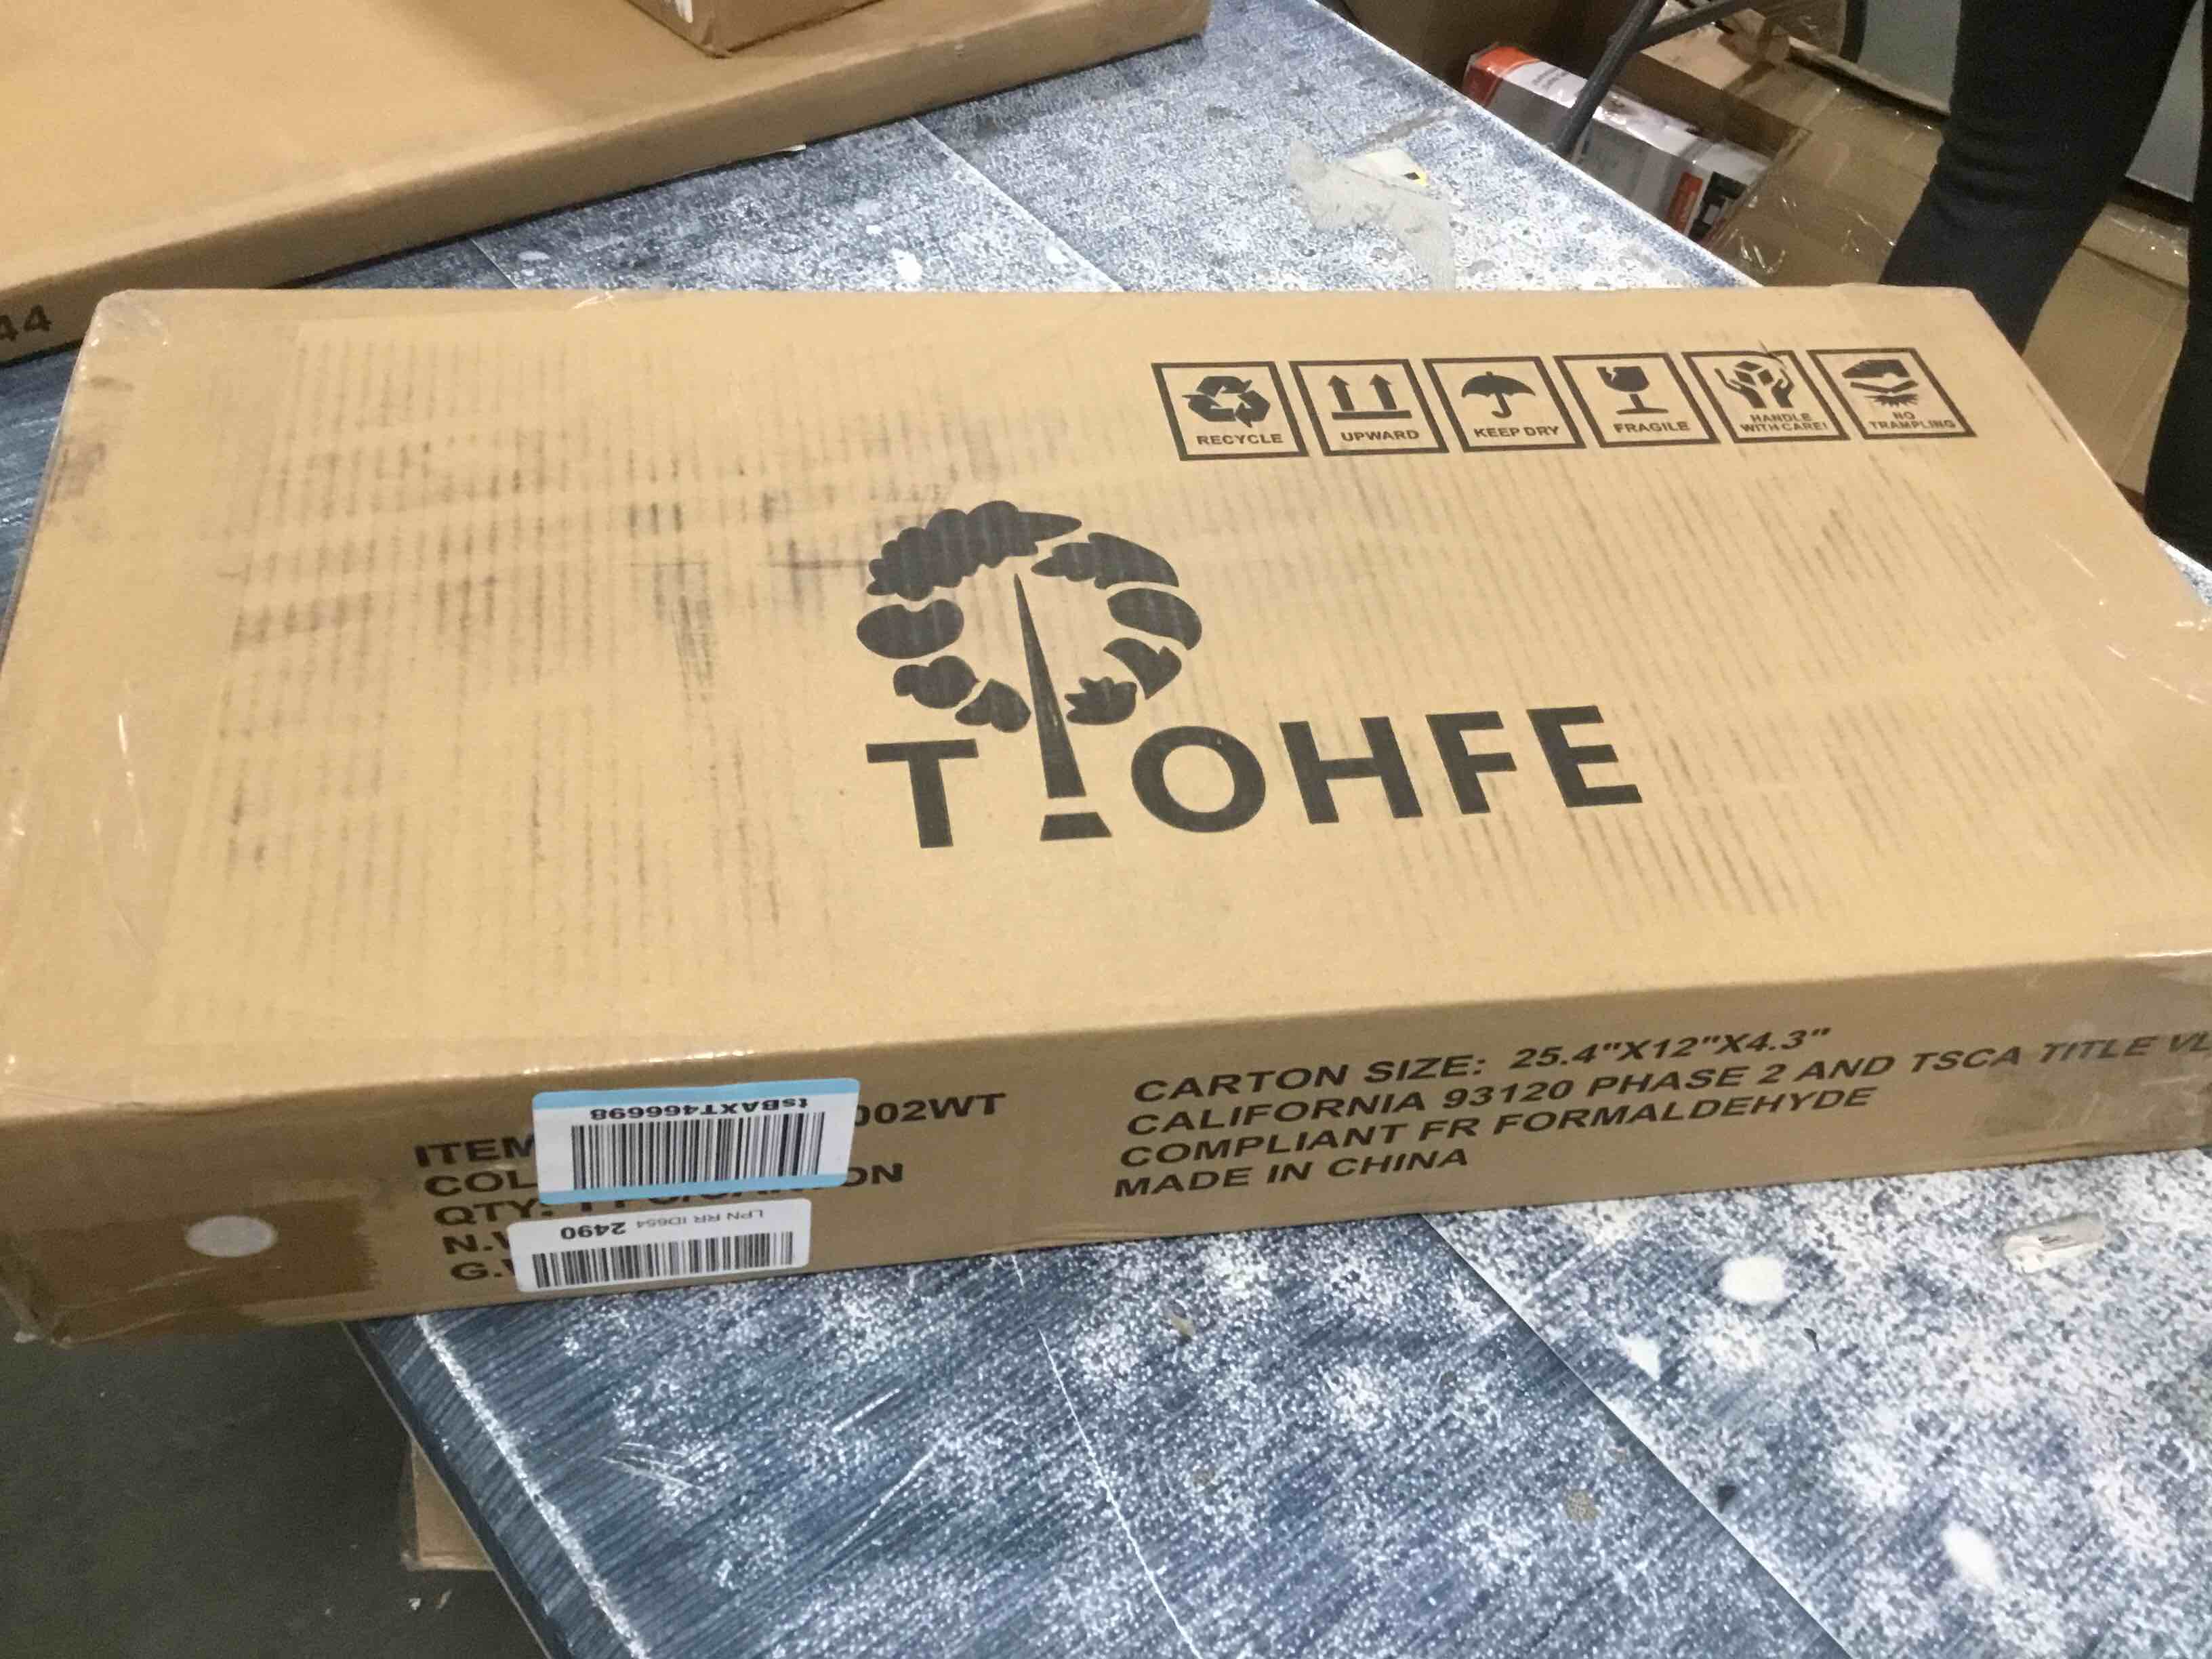 44
RECYCLE
UPWARD
KEEP DRY
FRAGILE
HANDLE
WITH CARE!
NO
TRAMPLING
TIOHFE
tsBAXT466698
ITEM 002WT
COL
QTY: ON
N.
G.
LPN RR ID654 2490
CARTON SIZE: 25.4"X12"X4.3"
CALIFORNIA 93120 PHASE 2 AND TSCA TITLE VL
COMPLIANT FR FORMALDEHYDE
MADE IN CHINA